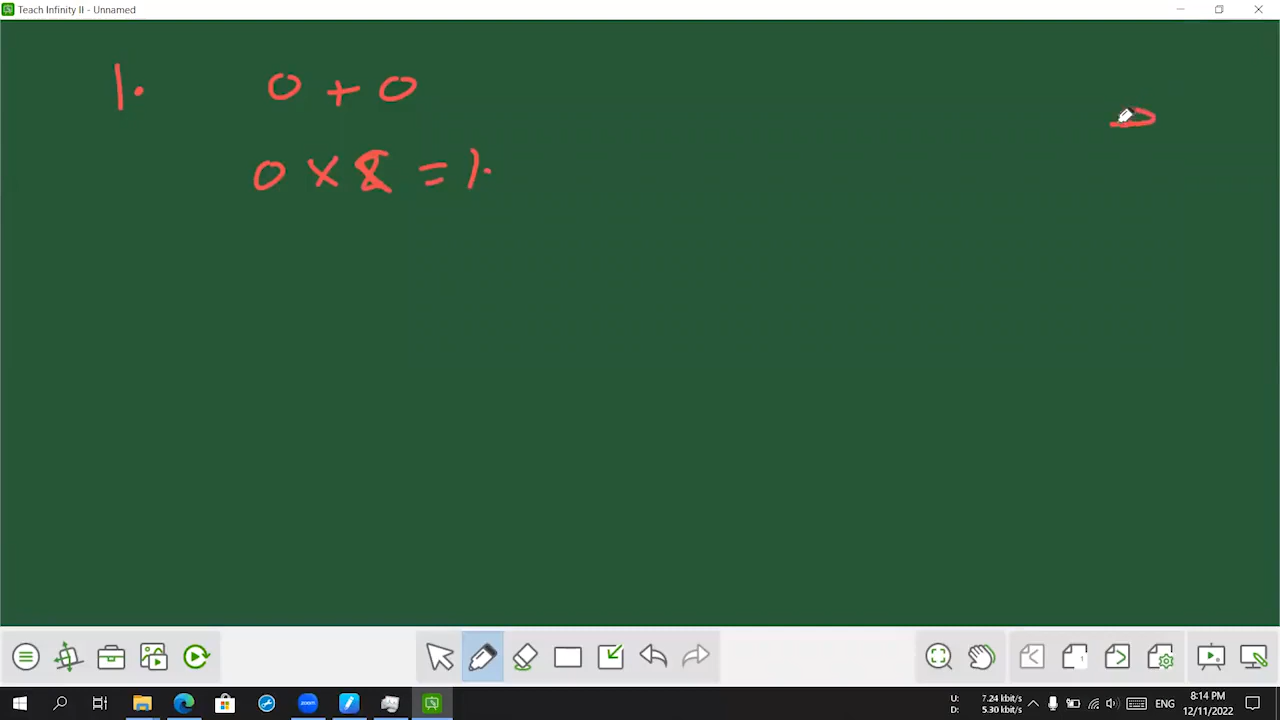 Teach Infinity II - Unnamed
1. 0 + 0
0 × 8 = 1.
zoom
U: 7.24 kbit/s
D: 5.30 kbit/s
ENG
8:14 PM
12/11/2022